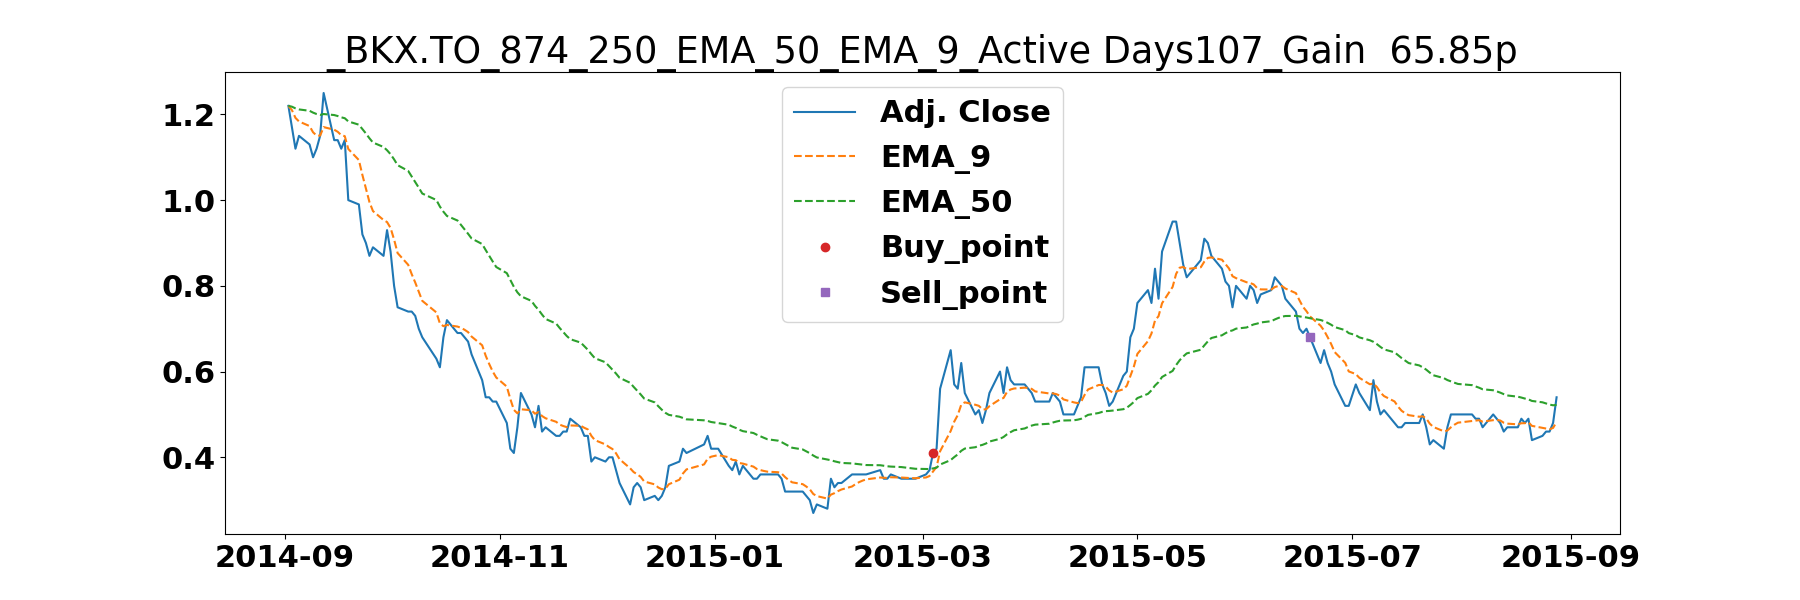 _BKX.TO_874_250_EMA_50_EMA_9_Active Days107_Gain  65.85p
Adj. Close
EMA_9
EMA_50
Buy_point
Sell_point
1.2
1.0
0.8
0.6
0.4
2014-09 2014-11 2015-01 2015-03 2015-05 2015-07 2015-09